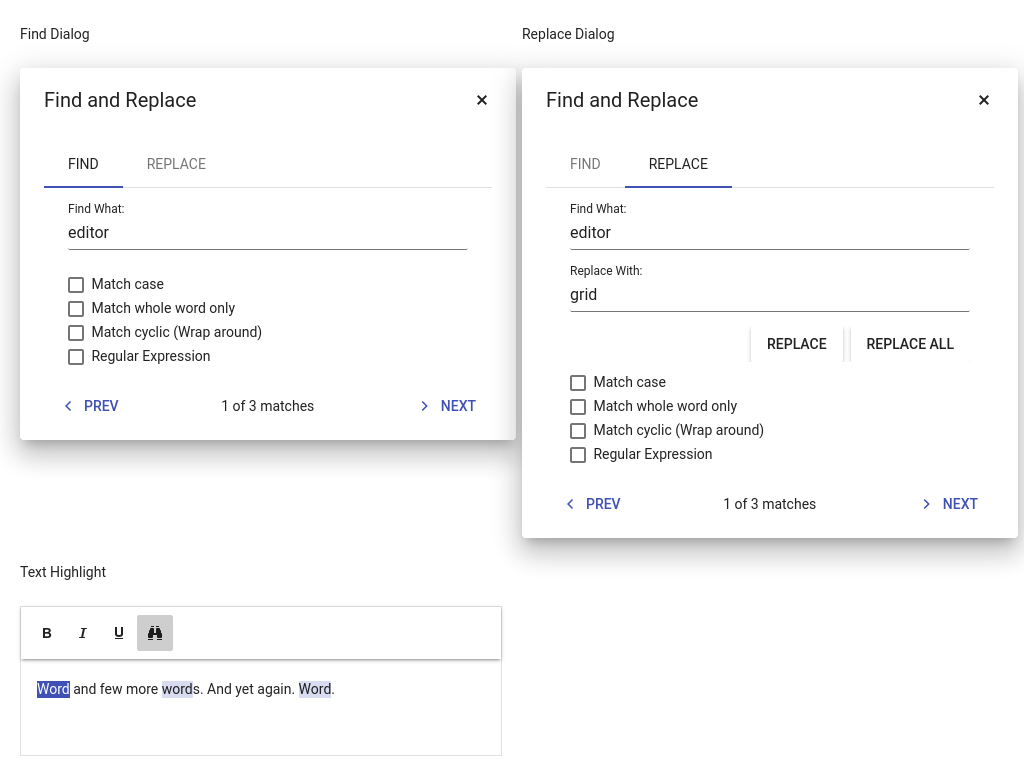 Find Dialog
Find and Replace
×
FIND REPLACE
Find What:
editor
Match case
Match whole word only
Match cyclic (Wrap around)
Regular Expression
PREV 1 of 3 matches NEXT
Replace Dialog
Find and Replace
×
FIND REPLACE
Find What:
editor
Replace With:
grid
REPLACE REPLACE ALL
Match case
Match whole word only
Match cyclic (Wrap around)
Regular Expression
PREV 1 of 3 matches NEXT
Text Highlight
B I U
Word and few more words. And yet again. Word.